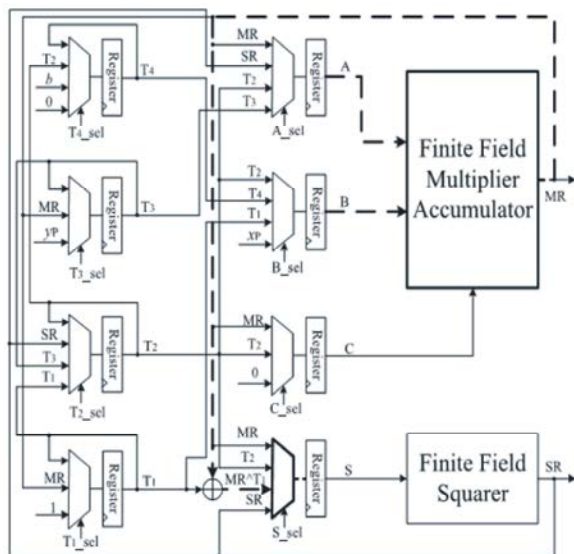 T2
b
0
Register
T4
T4_sel
MR
SR
T2
T3
Register
A
A_sel
Finite Field
Multiplier
Accumulator
MR
MR
yP
Register
T3
T3_sel
T2
T4
T1
xP
Register
B
B_sel
SR
T3
T1
Register
T2
T2_sel
MR
T2
0
Register
C
C_sel
MR
1
Register
T1
T1_sel
MR
T2
MR^T1
SR
Register
S
S_sel
Finite Field
Squarer
SR